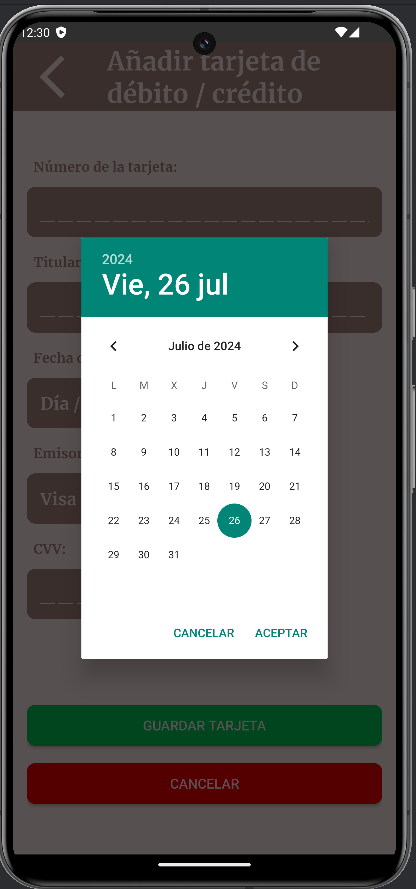 12:30
Añadir tarjeta de
débito / crédito
Número de la tarjeta:
Titular
2024
Vie, 26 jul
Julio de 2024
L M X J V S D
1 2 3 4 5 6 7
8 9 10 11 12 13 14
15 16 17 18 19 20 21
22 23 24 25 26 27 28
29 30 31
Fecha
Día /
Emisor
Visa
CVV:
CANCELAR ACEPTAR
GUARDAR TARJETA
CANCELAR